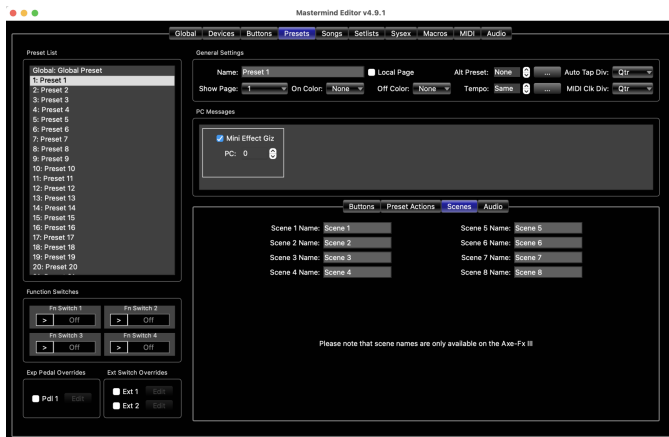 Mastermind Editor v4.9.1
Global Devices Buttons Presets Songs Setlists Sysex Macros MIDI Audio
Preset List
Global: Global Preset
1: Preset 1
2: Preset 2
3: Preset 3
4: Preset 4
5: Preset 5
6: Preset 6
7: Preset 7
8: Preset 8
9: Preset 9
10: Preset 10
11: Preset 11
12: Preset 12
13: Preset 13
14: Preset 14
15: Preset 15
16: Preset 16
17: Preset 17
18: Preset 18
19: Preset 19
20: Preset 20
Function Switches
Fn Switch 1 Fn Switch 2
> Off > Off
Fn Switch 3 Fn Switch 4
> Off > Off
Exp Pedal Overrides Ext Switch Overrides
Pdl 1 Edit
Ext 1 Edit
Ext 2 Edit
General Settings
Name: Preset 1 Local Page Alt Preset: None ... Auto Tap Div: Qtr
Show Page: 1 On Color: None Off Color: None Tempo: Same ... MIDI Clk Div: Qtr
PC Messages
Mini Effect Giz
PC: 0
Buttons Preset Actions Scenes Audio
Scene 1 Name: Scene 1 Scene 5 Name: Scene 5
Scene 2 Name: Scene 2 Scene 6 Name: Scene 6
Scene 3 Name: Scene 3 Scene 7 Name: Scene 7
Scene 4 Name: Scene 4 Scene 8 Name: Scene 8
Please note that scene names are only available on the Axe-Fx III